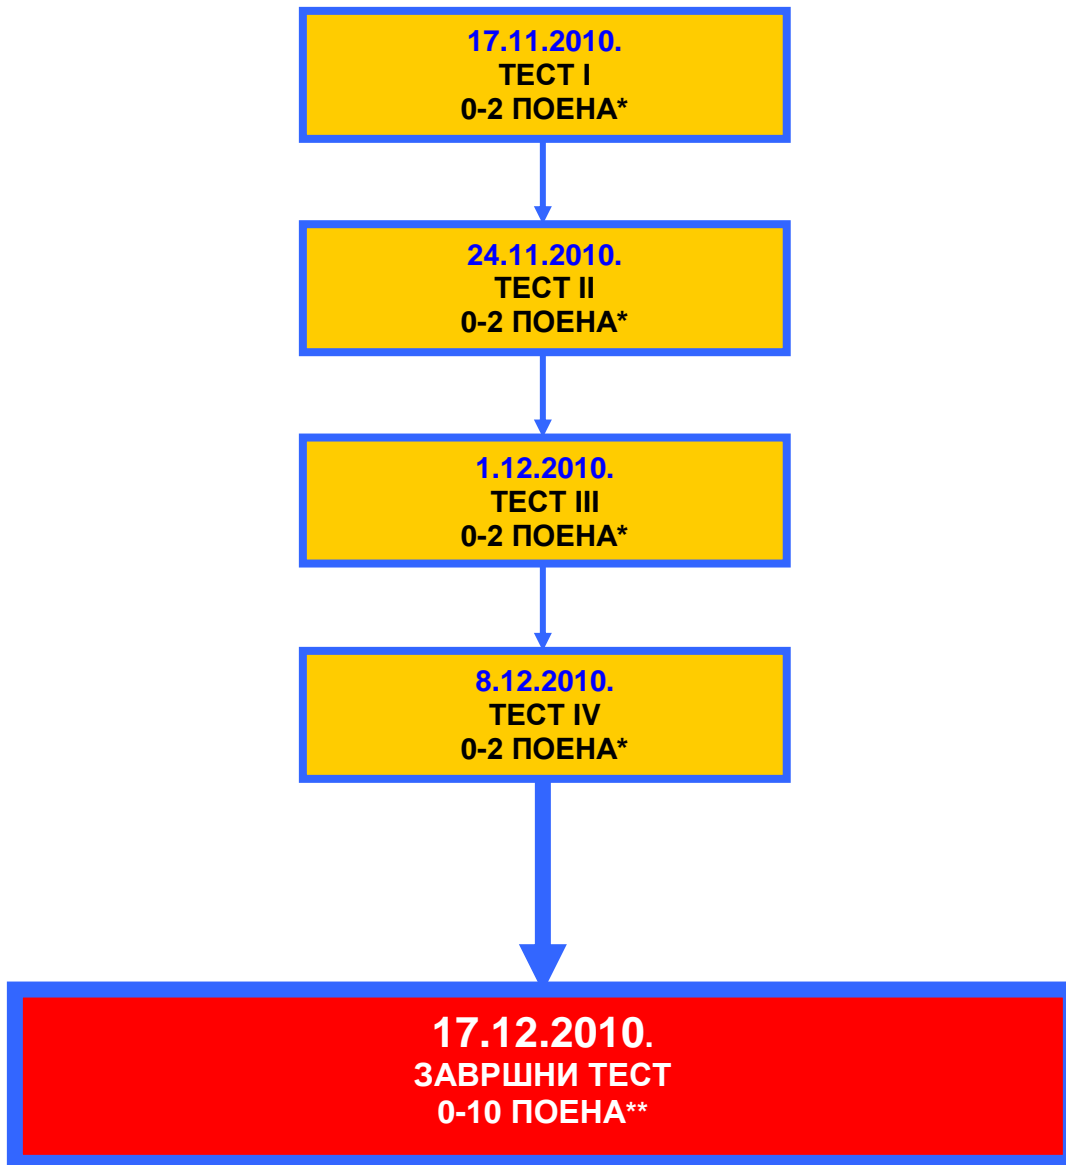 17.11.2010.
ТЕСТ I
0-2 ПОЕНА*
24.11.2010.
ТЕСТ II
0-2 ПОЕНА*
1.12.2010.
ТЕСТ III
0-2 ПОЕНА*
8.12.2010.
ТЕСТ IV
0-2 ПОЕНА*
17.12.2010.
ЗАВРШНИ ТЕСТ
0-10 ПОЕНА**